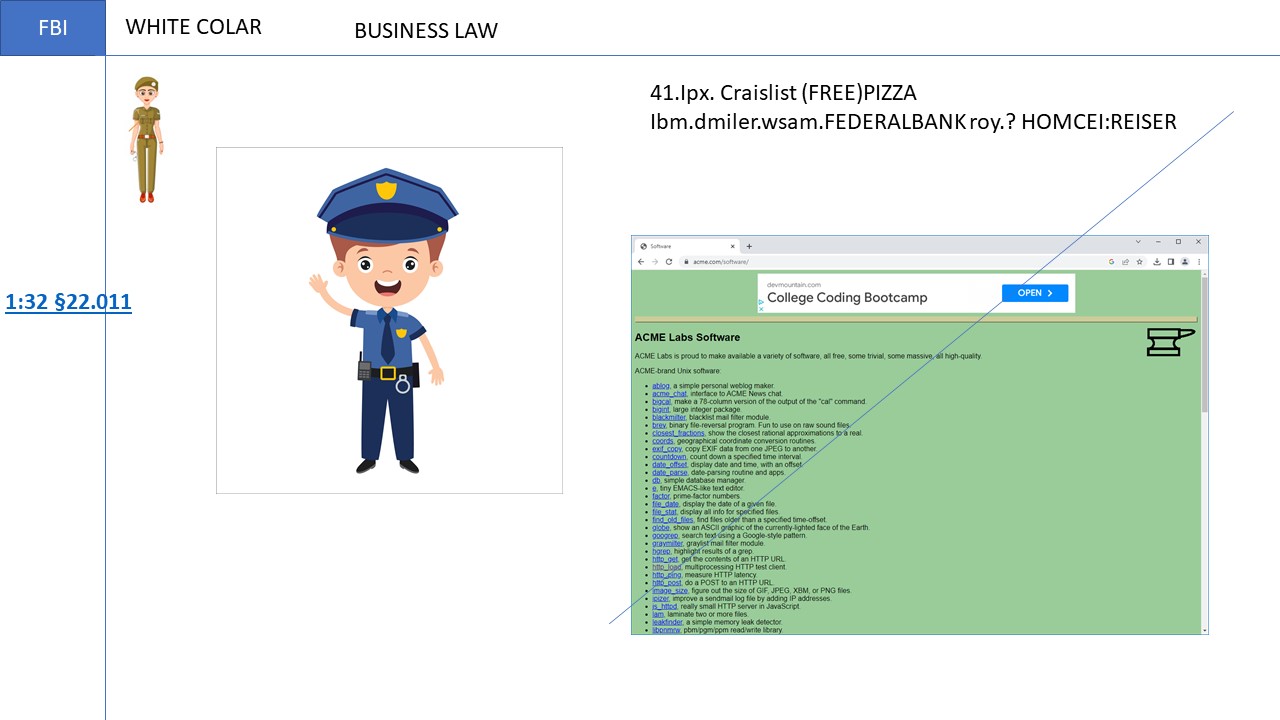 FBI
WHITE COLAR
BUSINESS LAW
41.Ipx. Craislist (FREE)PIZZA
Ibm.dmiler.wsam.FEDERALBANK roy.? HOMCEI:REISER
1:32 §22.011
Software
acme.com/software/
devmountain.com
College Coding Bootcamp
OPEN
ACME Labs Software
ACME Labs is proud to make available a variety of software, all free, some trivial, some massive, all high-quality.
ACME-brand Unix software:
ablog, a simple personal weblog maker.
acme_chat, interface to ACME News chat.
bigcal, make a 78-column version of the output of the "cal" command.
bigint, large integer package.
blackmilter, blacklist mail filter module.
brev, binary file-reversal program. Fun to use on raw sound files.
closest_fractions, show the closest rational approximations to a real.
coords, geographical coordinate conversion routines.
exif_copy, copy EXIF data from one JPEG to another.
countdown, count down a specified time interval.
date_offset, display date and time, with an offset.
date_parse, date-parsing routine and apps.
db, simple database manager.
e, tiny EMACS-like text editor.
factor, prime-factor numbers.
file_date, display the date of a given file.
file_stat, display all info for specified files.
find_old_files, find files older than a specified time-offset.
globe, show an ASCII graphic of the currently-lighted face of the Earth.
googrep, search text using a Google-style pattern.
graymilter, graylist mail filter module.
hgrep, highlight results of a grep.
http_get, get the contents of an HTTP URL.
http_load, multiprocessing HTTP test client.
http_ping, measure HTTP latency.
http_post, do a POST to an HTTP URL.
image_size, figure out the size of GIF, JPEG, XBM, or PNG files.
ipizer, improve a sendmail log file by adding IP addresses.
js_httpd, really small HTTP server in JavaScript.
lam, laminate two or more files.
leakfinder, a simple memory leak detector.
libpnmrw, pbm/pgm/ppm read/write library.